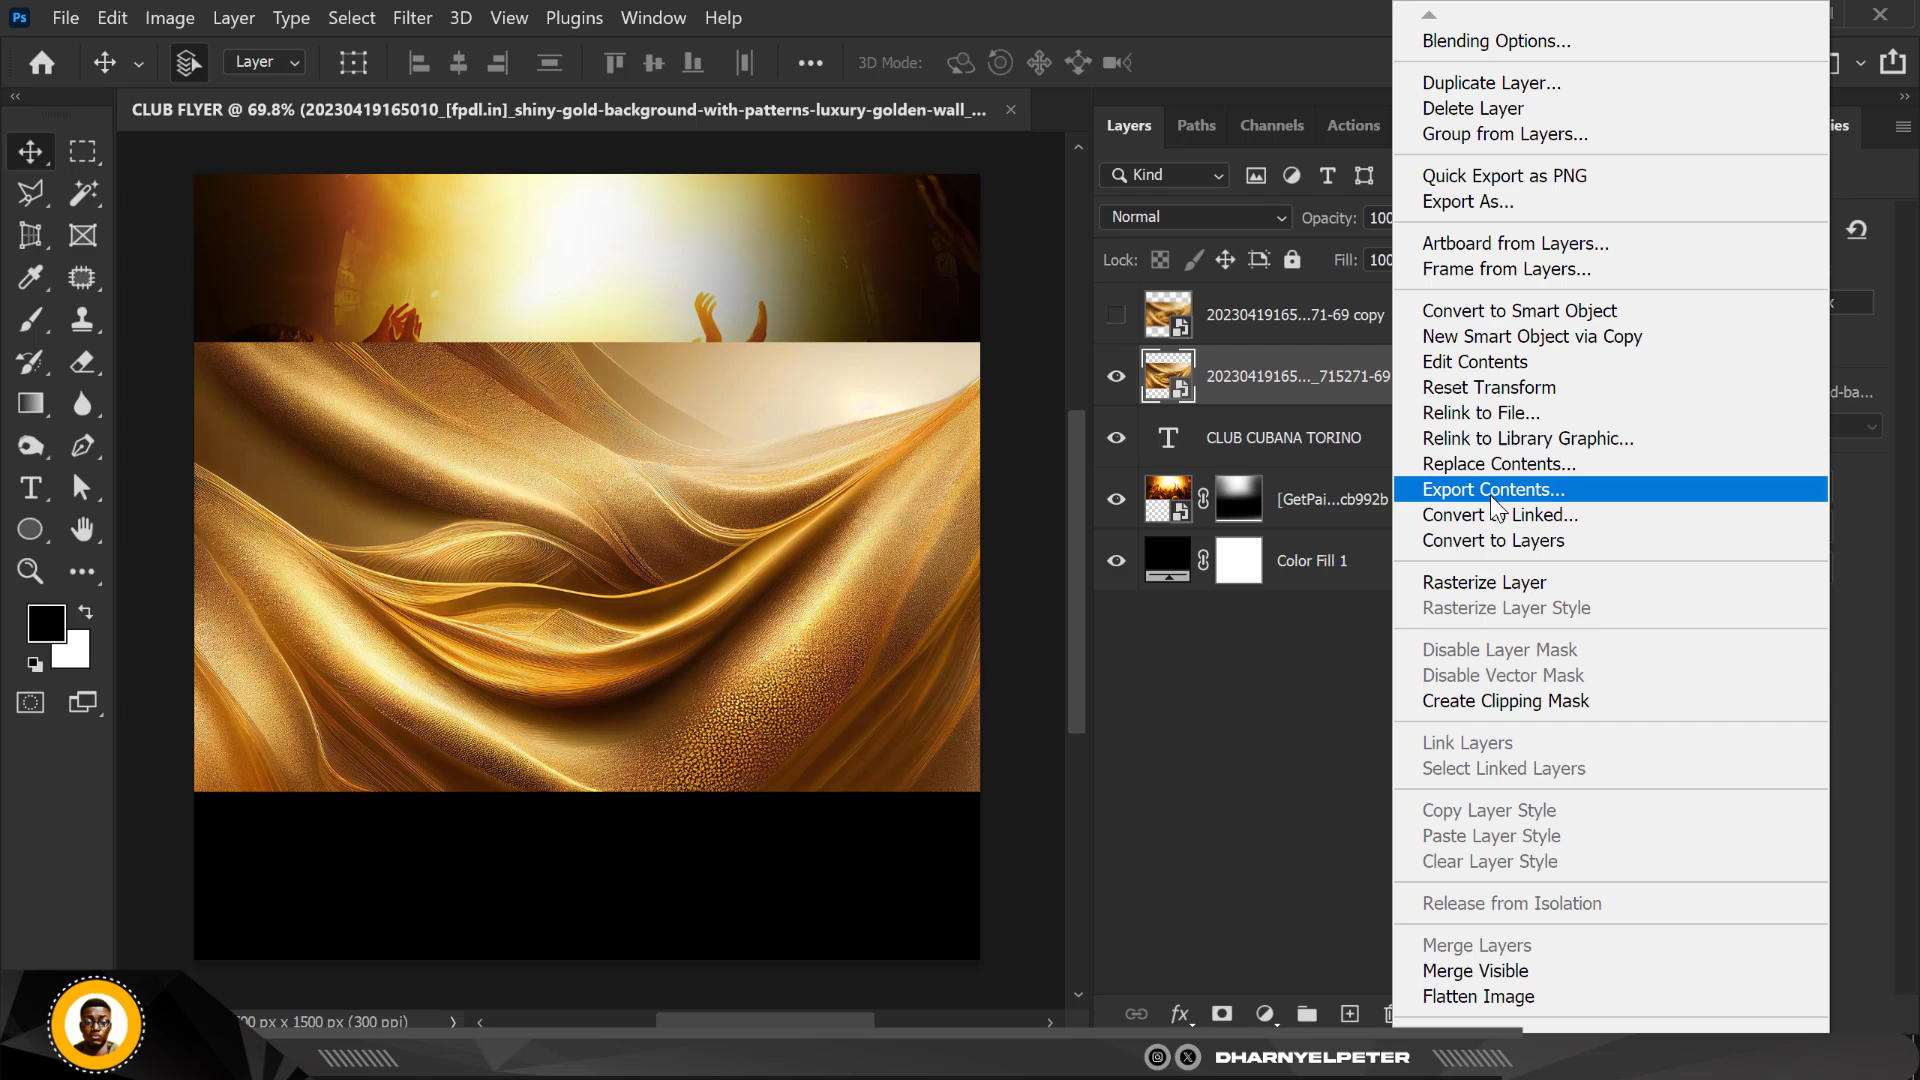 Ps File Edit Image Layer Type Select Filter 3D View Plugins Window Help
Layer
3D Mode:
CLUB FLYER @ 69.8% (20230419165010_[fpdl.in]_shiny-gold-background-with-patterns-luxury-golden-wall_...
Layers Paths Channels Actions
ies
Kind
Normal Opacity: 100
Lock: Fill: 100
20230419165...71-69 copy
20230419165..._715271-69
T CLUB CUBANA TORINO
[GetPai...cb992b
Color Fill 1
d-ba...
Blending Options...
Duplicate Layer...
Delete Layer
Group from Layers...
Quick Export as PNG
Export As...
Artboard from Layers...
Frame from Layers...
Convert to Smart Object
New Smart Object via Copy
Edit Contents
Reset Transform
Relink to File...
Relink to Library Graphic...
Replace Contents...
Export Contents...
Convert to Linked...
Convert to Layers
Rasterize Layer
Rasterize Layer Style
Disable Layer Mask
Disable Vector Mask
Create Clipping Mask
Link Layers
Select Linked Layers
Copy Layer Style
Paste Layer Style
Clear Layer Style
Release from Isolation
Merge Layers
Merge Visible
Flatten Image
fx
00 px x 1500 px (300 ppi)
DHARNYELPETER